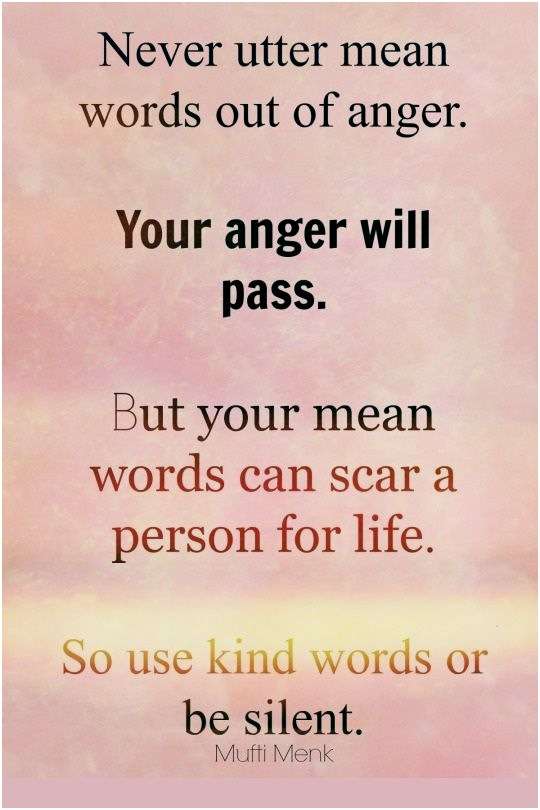 Never utter mean
words out of anger.
Your anger will
pass.
But your mean
words can scar a
person for life.
So use kind words or
be silent.
Mufti Menk